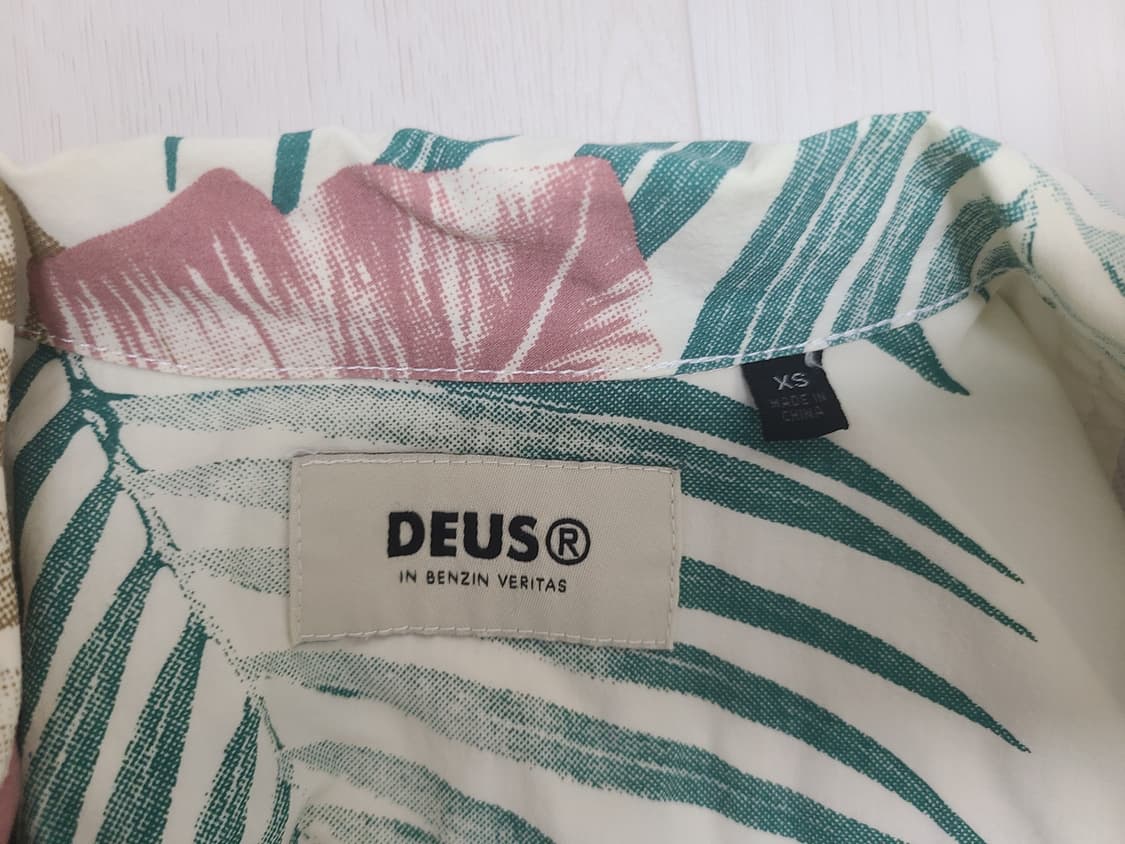 XS
MADE IN
CHINA
DEUS®
IN BENZIN VERITAS